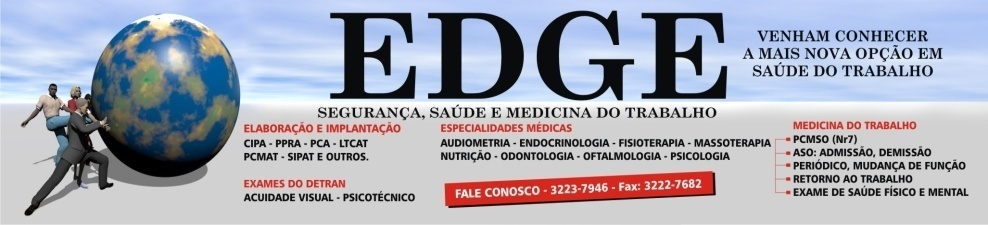 EDGE
SEGURANÇA, SAÚDE E MEDICINA DO TRABALHO
VENHAM CONHECER
A MAIS NOVA OPÇÃO EM
SAÚDE DO TRABALHO
ELABORAÇÃO E IMPLANTAÇÃO
CIPA - PPRA - PCA - LTCAT
PCMAT - SIPAT E OUTROS.
EXAMES DO DETRAN
ACUIDADE VISUAL - PSICOTÉCNICO
ESPECIALIDADES MÉDICAS
AUDIOMETRIA - ENDOCRINOLOGIA - FISIOTERAPIA - MASSOTERAPIA
NUTRIÇÃO - ODONTOLOGIA - OFTALMOLOGIA - PSICOLOGIA
FALE CONOSCO - 3223-7946 - Fax: 3222-7682
MEDICINA DO TRABALHO
PCMSO (Nr7)
ASO: ADMISSÃO, DEMISSÃO
PERIÓDICO, MUDANÇA DE FUNÇÃO
RETORNO AO TRABALHO
EXAME DE SAÚDE FÍSICO E MENTAL